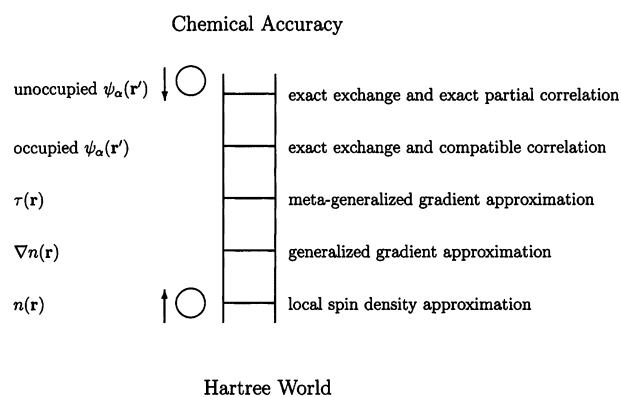 Chemical Accuracy
unoccupied ψα(r′) exact exchange and exact partial correlation
occupied ψα(r′) exact exchange and compatible correlation
τ(r) meta-generalized gradient approximation
∇n(r) generalized gradient approximation
n(r) local spin density approximation
Hartree World